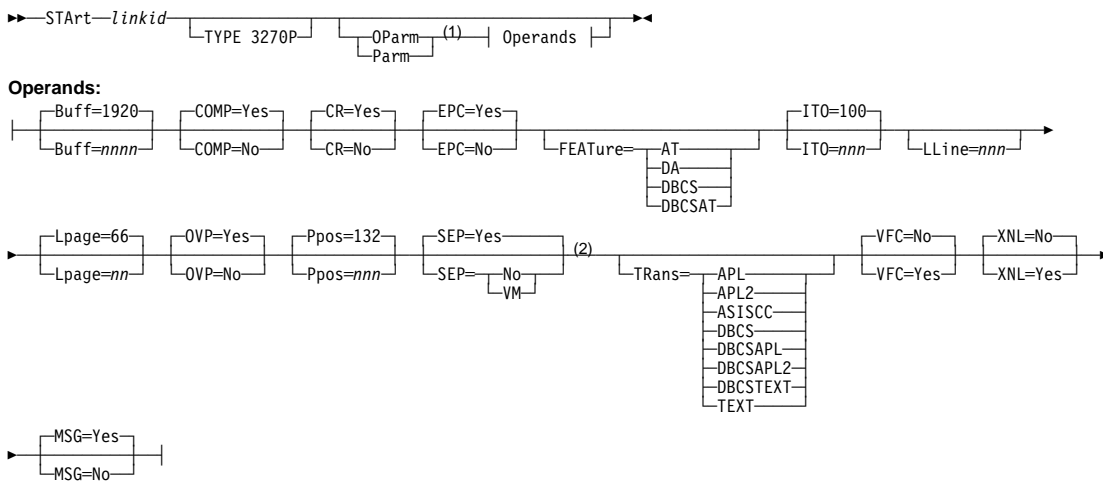 STArt linkid
TYPE 3270P
OParm (1) Operands
Parm
Operands:
Buff=1920 COMP=Yes CR=Yes EPC=Yes ITO=100
Buff=nnnn COMP=No CR=No EPC=No FEATure= AT ITO=nnn LLine=nnn
DA
DBCS
DBCSAT
Lpage=66 OVP=Yes Ppos=132 SEP=Yes (2) VFC=No XNL=No
Lpage=nn OVP=No Ppos=nnn SEP= No TRans= APL VFC=Yes XNL=Yes
VM APL2
ASISCC
DBCS
DBCSAPL
DBCSAPL2
DBCSTEXT
TEXT
MSG=Yes
MSG=No